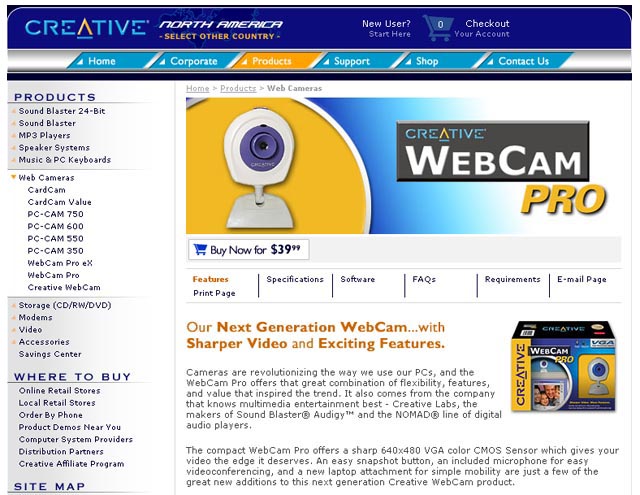 CREATIVE®
NORTH AMERICA
- SELECT OTHER COUNTRY -
New User?
Start Here
0
Checkout
Your Account
Home
Corporate
Products
Support
Shop
Contact Us
PRODUCTS
Sound Blaster 24-Bit
Sound Blaster
MP3 Players
Speaker Systems
Music & PC Keyboards
Web Cameras
CardCam
CardCam Value
PC-CAM 750
PC-CAM 600
PC-CAM 550
PC-CAM 350
WebCam Pro eX
WebCam Pro
Creative WebCam
Storage (CD/RW/DVD)
Modems
Video
Accessories
Savings Center
WHERE TO BUY
Online Retail Stores
Local Retail Stores
Order By Phone
Product Demos Near You
Computer System Providers
Distribution Partners
Creative Affiliate Program
SITE MAP
Home > Products > Web Cameras
CREATIVE
CREATIVE®
WEBCAM
PRO
Buy Now for $39⁹⁹
Features
Specifications
Software
FAQs
Requirements
E-mail Page
Print Page
Our Next Generation WebCam...with
Sharper Video and Exciting Features.
CREATIVE
CREATIVE
WEBCAM
PRO
VGA
Cameras are revolutionizing the way we use our PCs, and the
WebCam Pro offers that great combination of flexibility, features,
and value that inspired the trend. It also comes from the company
that knows multimedia entertainment best - Creative Labs, the
makers of Sound Blaster® Audigy™ and the NOMAD® line of digital
audio players.
The compact WebCam Pro offers a sharp 640x480 VGA color CMOS Sensor which gives your
video the edge it deserves. An easy snapshot button, an included microphone for easy
videoconferencing, and a new laptop attachment for simple mobility are just a few of the
great new additions to this next generation Creative WebCam product.